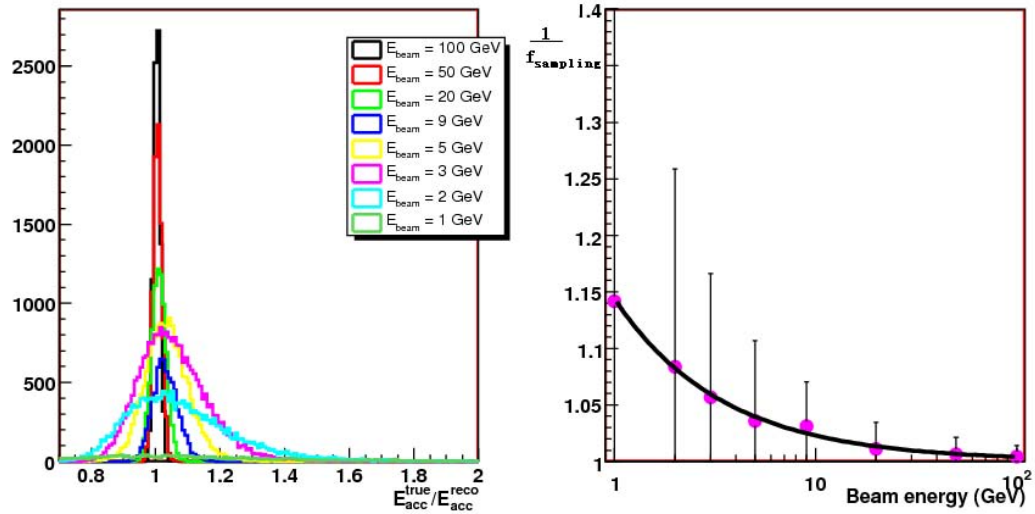 2500
2000
1500
1000
500
0
E_beam = 100 GeV
E_beam = 50 GeV
E_beam = 20 GeV
E_beam = 9 GeV
E_beam = 5 GeV
E_beam = 3 GeV
E_beam = 2 GeV
E_beam = 1 GeV
0.8 1 1.2 1.4 1.6 1.8 2
E_acc^true/E_acc^reco
1.4
1
f_sampling
1.35
1.3
1.25
1.2
1.15
1.1
1.05
1
1 10 10^2
Beam energy (GeV)